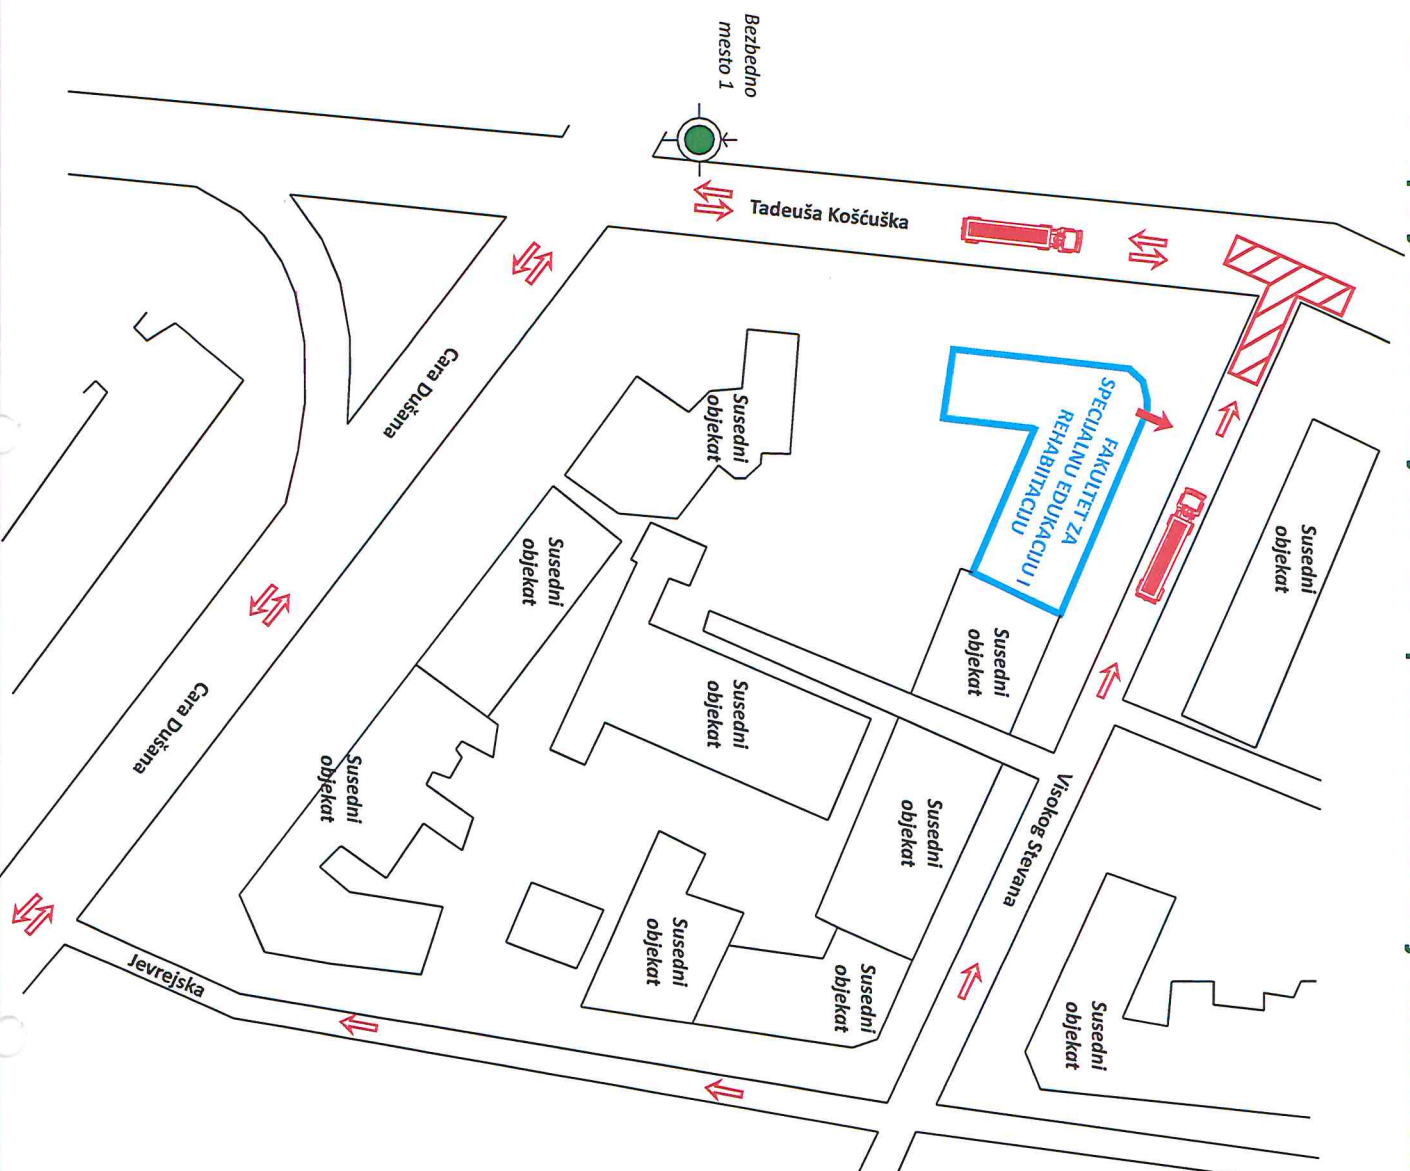 Bezbedno
mesto 1
Tadeuša Košćuška
Cara Dušana
Susedni
objekat
FAKULTET ZA
SPECIJALNU EDUKACIJU I
REHABIITACIJU
Susedni
objekat
Susedni
objekat
Susedni
objekat
Susedni
objekat
Cara Dušana
Susedni
objekat
Susedni
objekat
Visokog Stevana
Susedni
objekat
Susedni
objekat
Susedni
objekat
Jevrejska